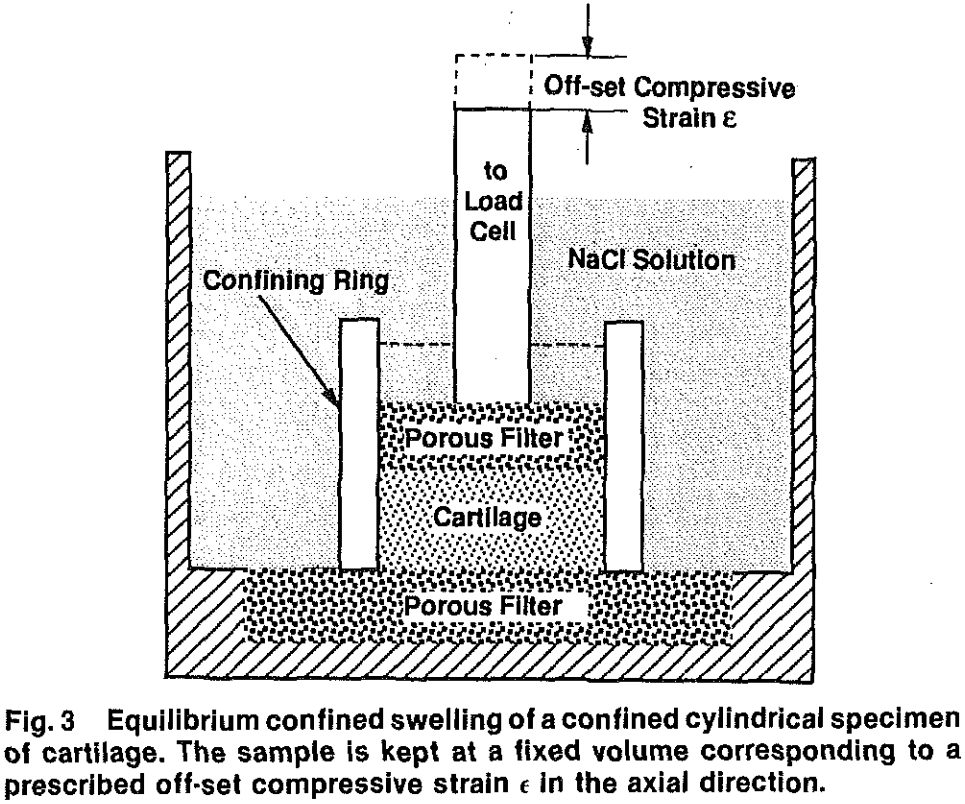 Off-set Compressive
Strain ε
to
Load
Cell
NaCl Solution
Confining Ring
Porous Filter
Cartilage
Porous Filter
Fig. 3 Equilibrium confined swelling of a confined cylindrical specimen
of cartilage. The sample is kept at a fixed volume corresponding to a
prescribed off-set compressive strain ϵ in the axial direction.